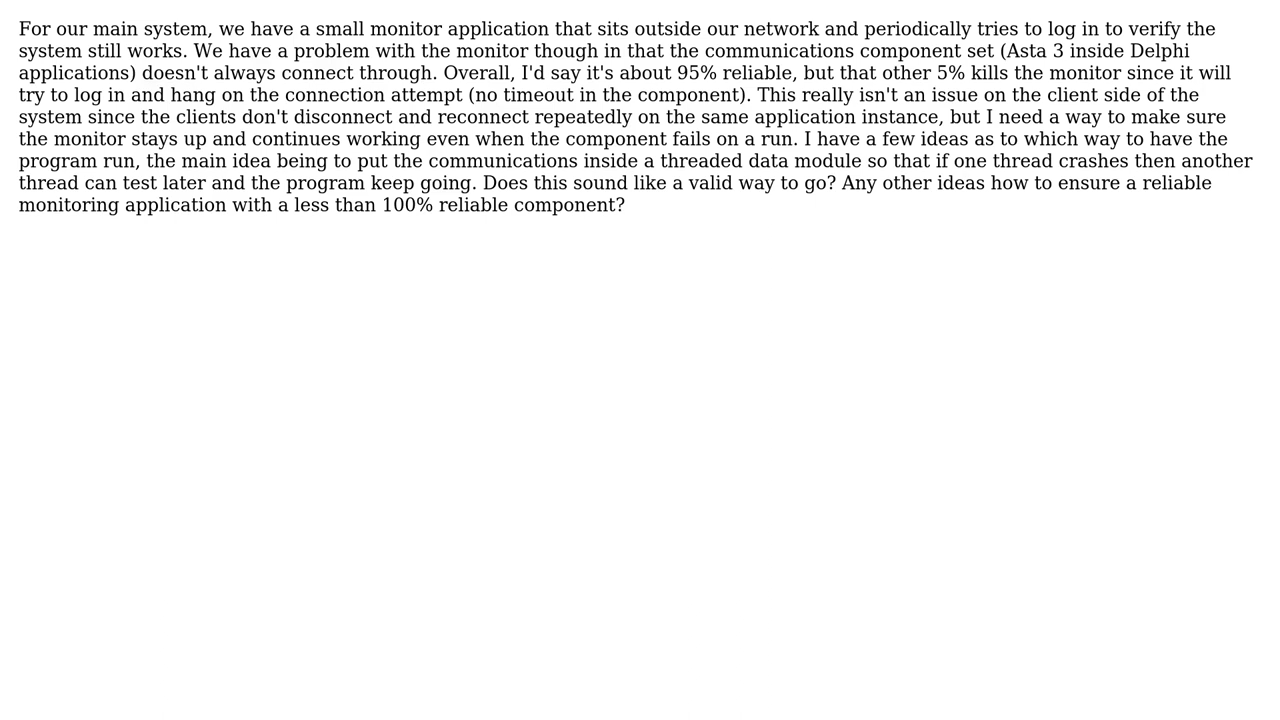 For our main system, we have a small monitor application that sits outside our network and periodically tries to log in to verify the
system still works. We have a problem with the monitor though in that the communications component set (Asta 3 inside Delphi
applications) doesn't always connect through. Overall, I'd say it's about 95% reliable, but that other 5% kills the monitor since it will
try to log in and hang on the connection attempt (no timeout in the component). This really isn't an issue on the client side of the
system since the clients don't disconnect and reconnect repeatedly on the same application instance, but I need a way to make sure
the monitor stays up and continues working even when the component fails on a run. I have a few ideas as to which way to have the
program run, the main idea being to put the communications inside a threaded data module so that if one thread crashes then another
thread can test later and the program keep going. Does this sound like a valid way to go? Any other ideas how to ensure a reliable
monitoring application with a less than 100% reliable component?